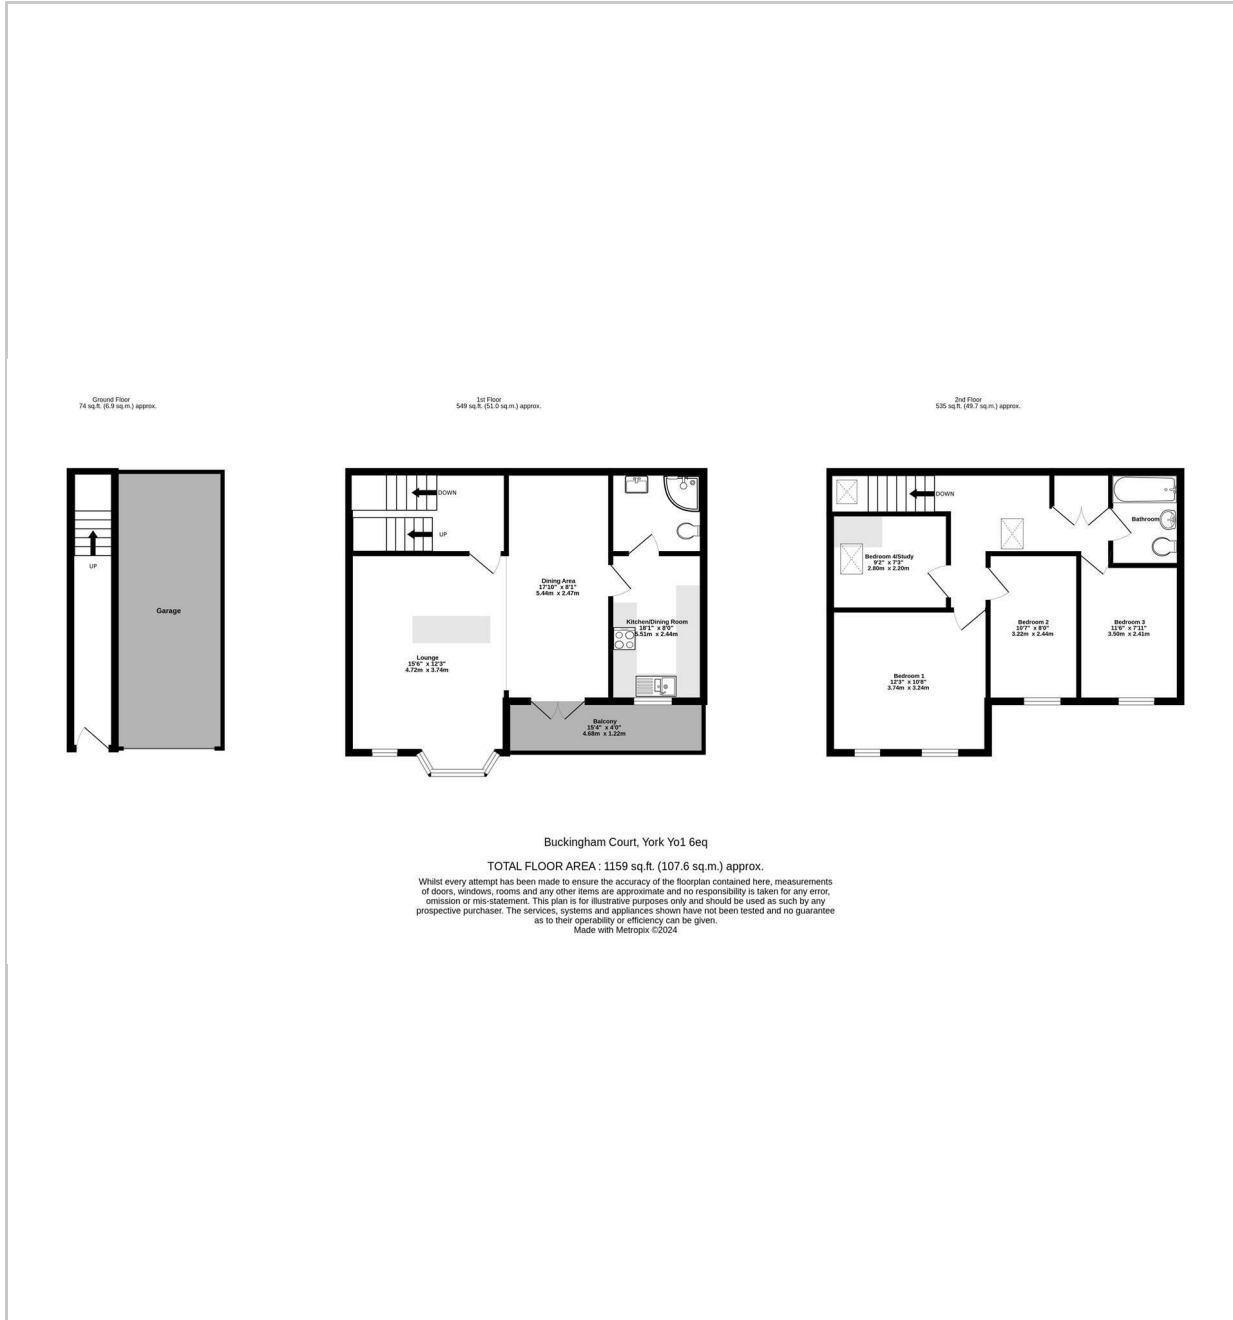 Ground Floor
74 sq.ft. (6.9 sq.m.) approx.
1st Floor
549 sq.ft. (51.0 sq.m.) approx.
2nd Floor
535 sq.ft. (49.7 sq.m.) approx.
UP
Garage
DOWN
UP
Dining Area
17'10" x 8'1"
5.44m x 2.47m
Kitchen/Dining Room
18'1" x 8'0"
5.51m x 2.44m
Lounge
15'6" x 12'3"
4.72m x 3.74m
Balcony
15'4" x 4'0"
4.68m x 1.22m
DOWN
Bathroom
Bedroom 4/Study
9'2" x 7'3"
2.80m x 2.20m
Bedroom 2
10'7" x 8'0"
3.22m x 2.44m
Bedroom 3
11'6" x 7'11"
3.50m x 2.41m
Bedroom 1
12'3" x 10'8"
3.74m x 3.24m
Buckingham Court, York Yo1 6eq
TOTAL FLOOR AREA : 1159 sq.ft. (107.6 sq.m.) approx.
Whilst every attempt has been made to ensure the accuracy of the floorplan contained here, measurements
of doors, windows, rooms and any other items are approximate and no responsibility is taken for any error,
omission or mis-statement. This plan is for illustrative purposes only and should be used as such by any
prospective purchaser. The services, systems and appliances shown have not been tested and no guarantee
as to their operability or efficiency can be given.
Made with Metropix ©2024